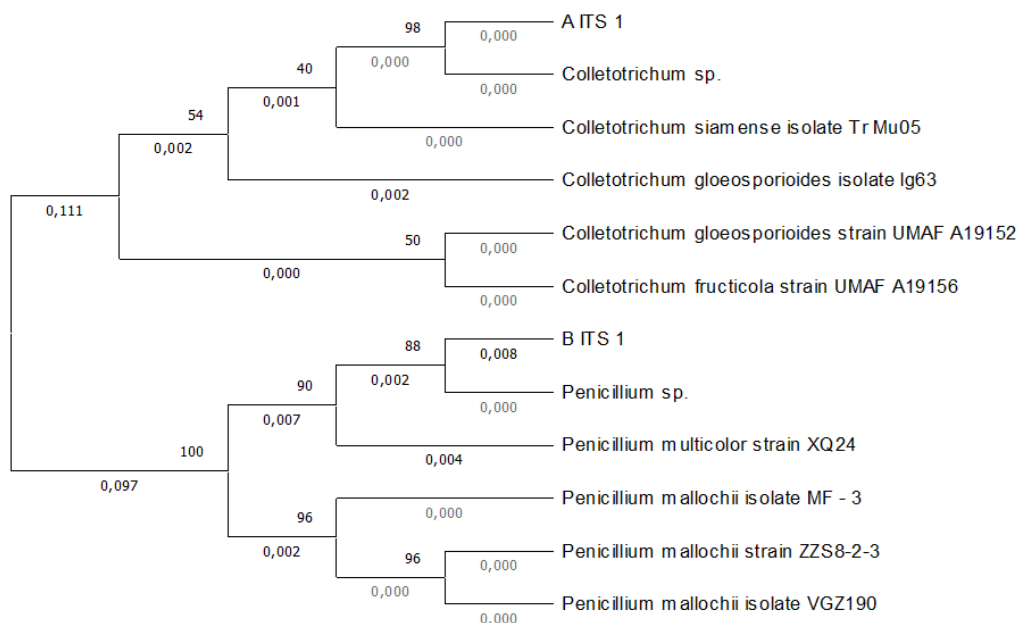 98
A ITS 1
0,000
40
0,000
Colletotrichum sp.
0,000
54
0,001
Colletotrichum siamense isolate Tr Mu05
0,000
0,002
Colletotrichum gloeosporioides isolate Ig63
0,002
0,111
50
Colletotrichum gloeosporioides strain UMAF A19152
0,000
0,000
Colletotrichum fructicola strain UMAF A19156
0,000
88
B ITS 1
0,008
90
0,002
Penicillium sp.
0,000
0,007
100
Penicillium multicolor strain XQ24
0,004
0,097
Penicillium mallochii isolate MF - 3
0,000
96
0,002
96
Penicillium mallochii strain ZZS8-2-3
0,000
0,000
Penicillium mallochii isolate VGZ190
0,000